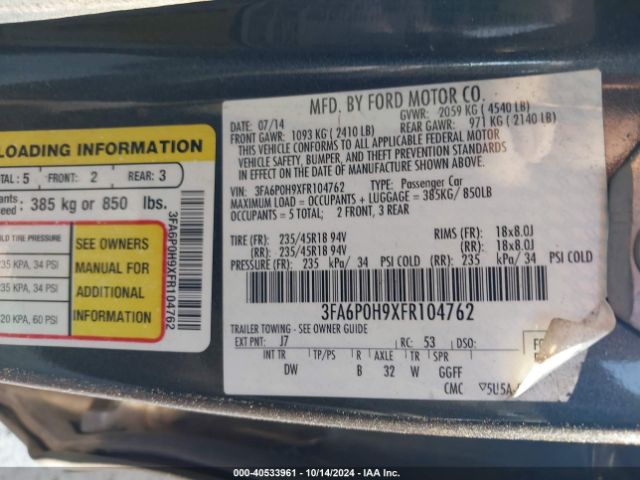 LOADING INFORMATION
TAL: 5 FRONT: 2 REAR: 3
385 kg or 850 lbs.
TIRE PRESSURE
35 KPA, 34 PSI
35 KPA, 34 PSI
20 KPA, 60 PSI
SEE OWNERS
MANUAL FOR
ADDITIONAL
INFORMATION
3FA6P0H9XFR104762
MFD. BY FORD MOTOR CO.
DATE: 07/14 GVWR: 2059 KG ( 4540 LB)
FRONT GAWR: 1093 KG ( 2410 LB) REAR GAWR: 971 KG ( 2140 LB)
THIS VEHICLE CONFORMS TO ALL APPLICABLE FEDERAL MOTOR
VEHICLE SAFETY, BUMPER, AND THEFT PREVENTION STANDARDS
IN EFFECT ON THE DATE OF MANUFACTURE SHOWN ABOVE.
VIN: 3FA6P0H9XFR104762 TYPE: Passenger Car
MAXIMUM LOAD = OCCUPANTS + LUGGAGE = 385KG/ 850LB
OCCUPANTS = 5 TOTAL; 2 FRONT, 3 REAR
TIRE (FR): 235/45R18 94V RIMS (FR): 18x8.0J
(RR): 235/45R18 94V (RR): 18x8.0J
PRESSURE (FR): 235 kPa/ 34 PSI COLD (RR): 235 kPa/ 34 PSI COLD
3FA6P0H9XFR104762
TRAILER TOWING - SEE OWNER GUIDE
EXT PNT: J7 RC: 53 DSO:
INT TR TP/PS R AXLE TR SPR
DW B 32 W GGFF
CMC ▽5U5A
00-40533961 - 10/14/2024 - IAA Inc.